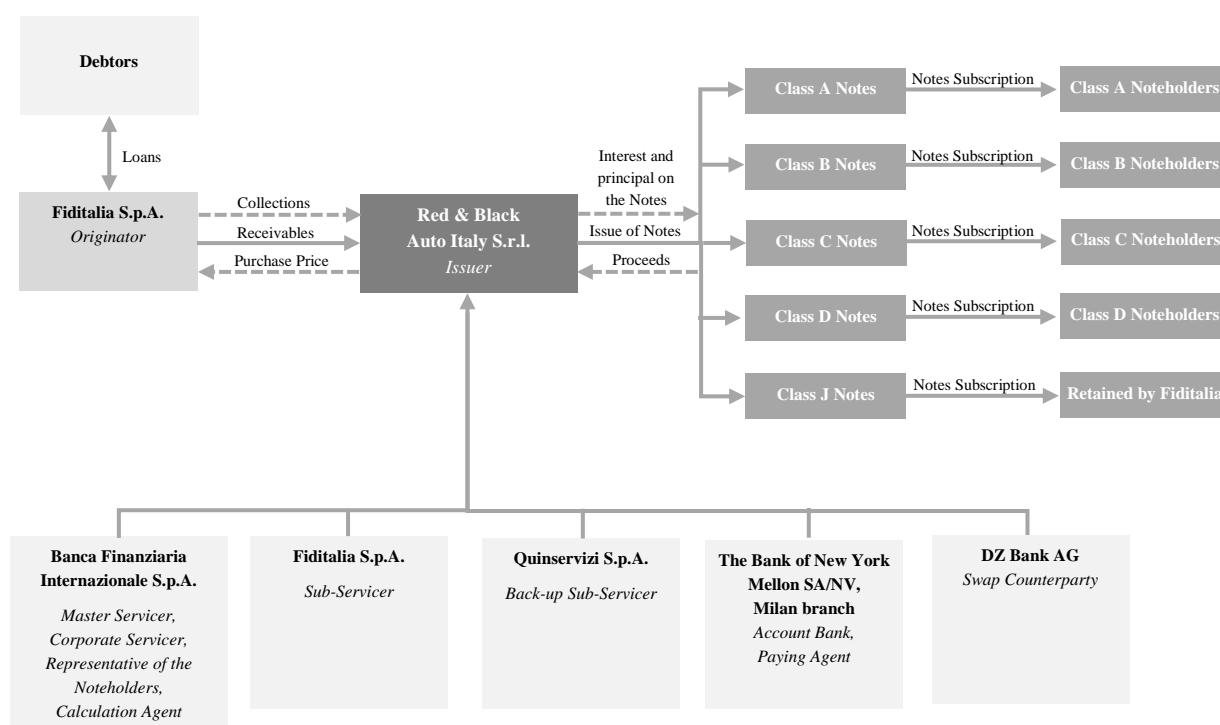 Debtors
Loans
Fiditalia S.p.A.
Originator
Collections
Receivables
Purchase Price
Red & Black
Auto Italy S.r.l.
Issuer
Interest and
principal on
the Notes
Issue of Notes
Proceeds
Class A Notes
Notes Subscription
Class A Noteholders
Class B Notes
Notes Subscription
Class B Noteholders
Class C Notes
Notes Subscription
Class C Noteholders
Class D Notes
Notes Subscription
Class D Noteholders
Class J Notes
Notes Subscription
Retained by Fiditalia
Banca Finanziaria
Internazionale S.p.A.
Master Servicer,
Corporate Servicer,
Representative of the
Noteholders,
Calculation Agent
Fiditalia S.p.A.
Sub-Servicer
Quinservizi S.p.A.
Back-up Sub-Servicer
The Bank of New York
Mellon SA/NV,
Milan branch
Account Bank,
Paying Agent
DZ Bank AG
Swap Counterparty